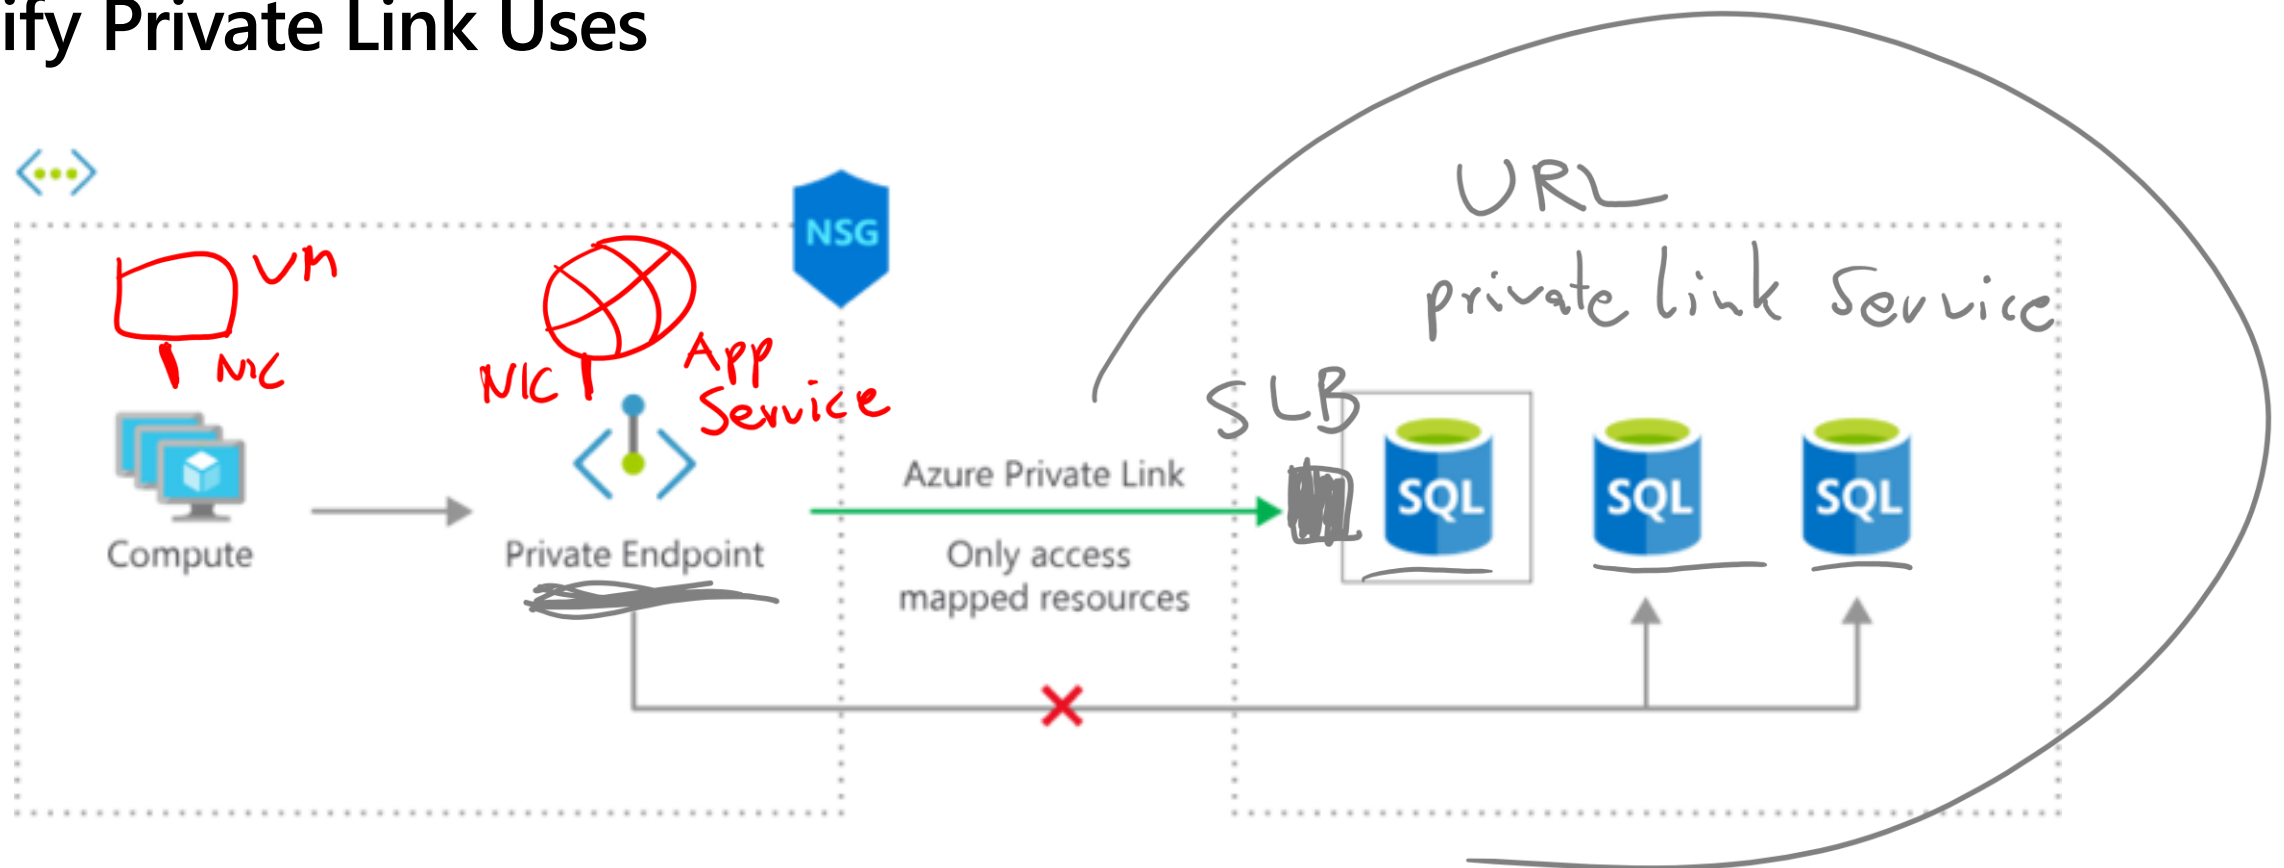 ify Private Link Uses
URL
private link Service
NSG
VM
NIC
NIC
App
Service
SLB
Azure Private Link
SQL
SQL
SQL
Compute
Private Endpoint
Only access
mapped resources